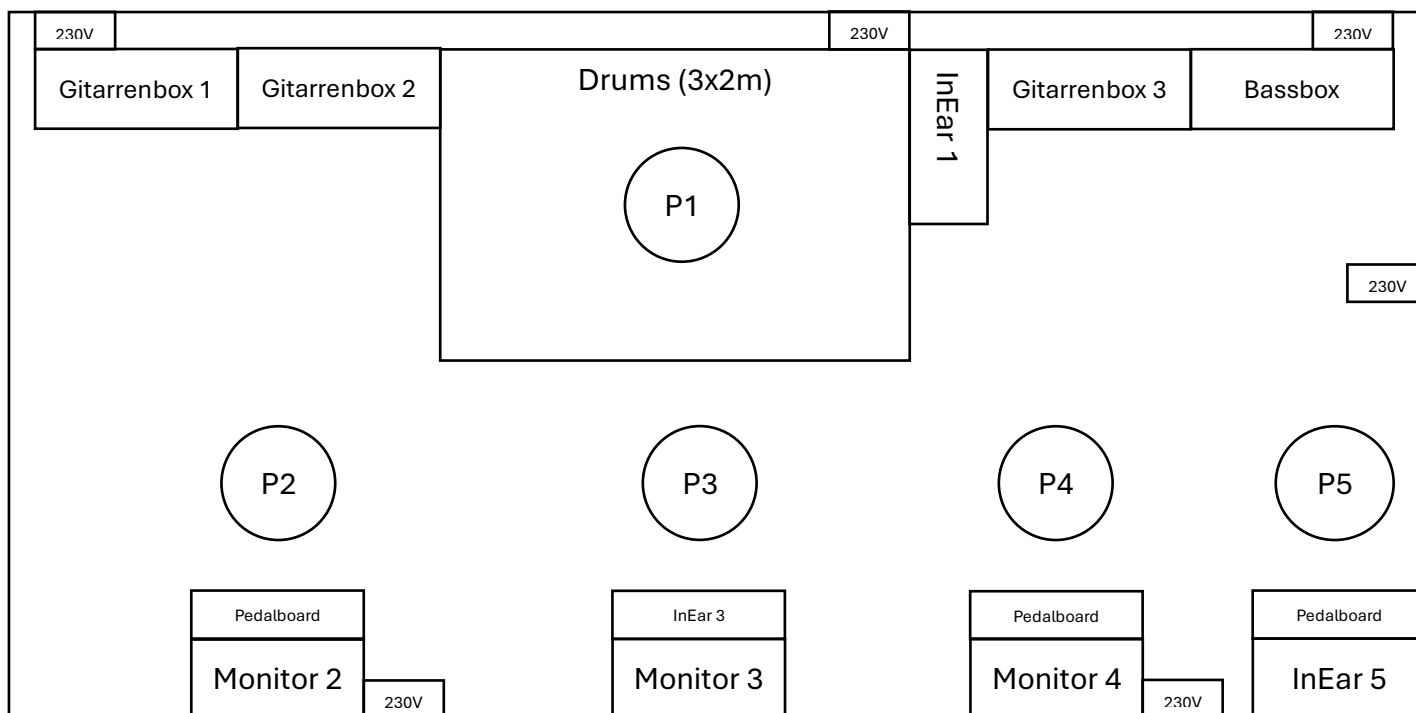 230V
230V
230V
Gitarrenbox 1
Gitarrenbox 2
Drums (3x2m)
InEar 1
Gitarrenbox 3
Bassbox
P1
230V
P2
P3
P4
P5
Pedalboard
InEar 3
Pedalboard
Pedalboard
Monitor 2
Monitor 3
Monitor 4
InEar 5
230V
230V